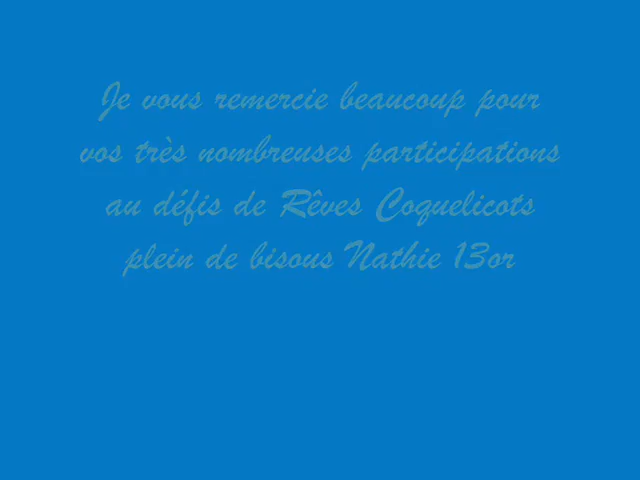 Je vous remercie beaucoup pour
vos très nombreuses participations
au défis de Rêves Coquelicots
plein de bisous Nathie 13or